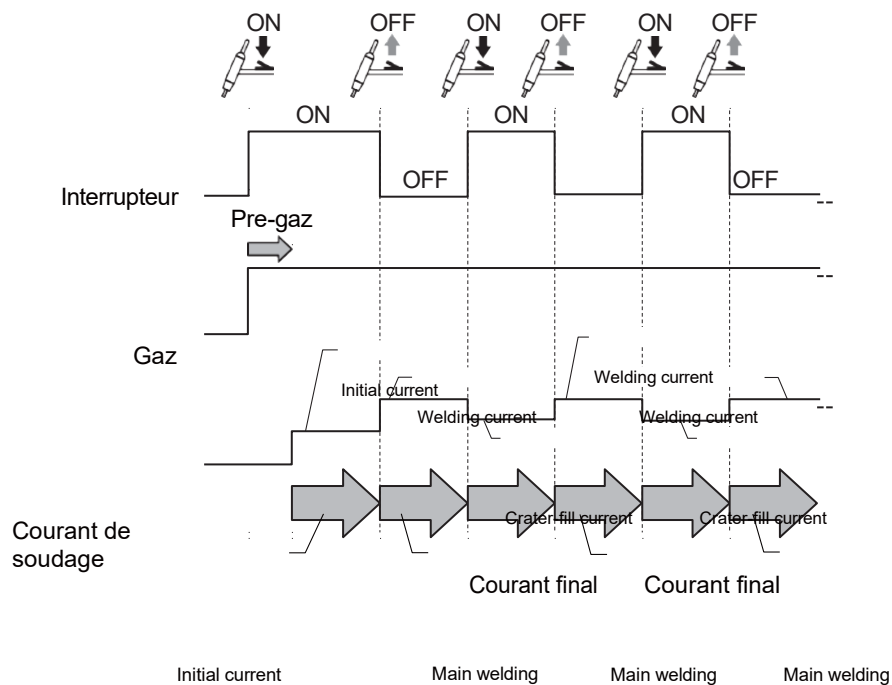 ON OFF ON OFF ON OFF
ON ON ON
OFF OFF
Interrupteur
Pre-gaz
--
--
Gaz
Initial current
Welding current
Welding current
Welding current
--
Crater fill current
Crater fill current
Courant de
soudage
Courant final Courant final
Initial current Main welding Main welding Main welding